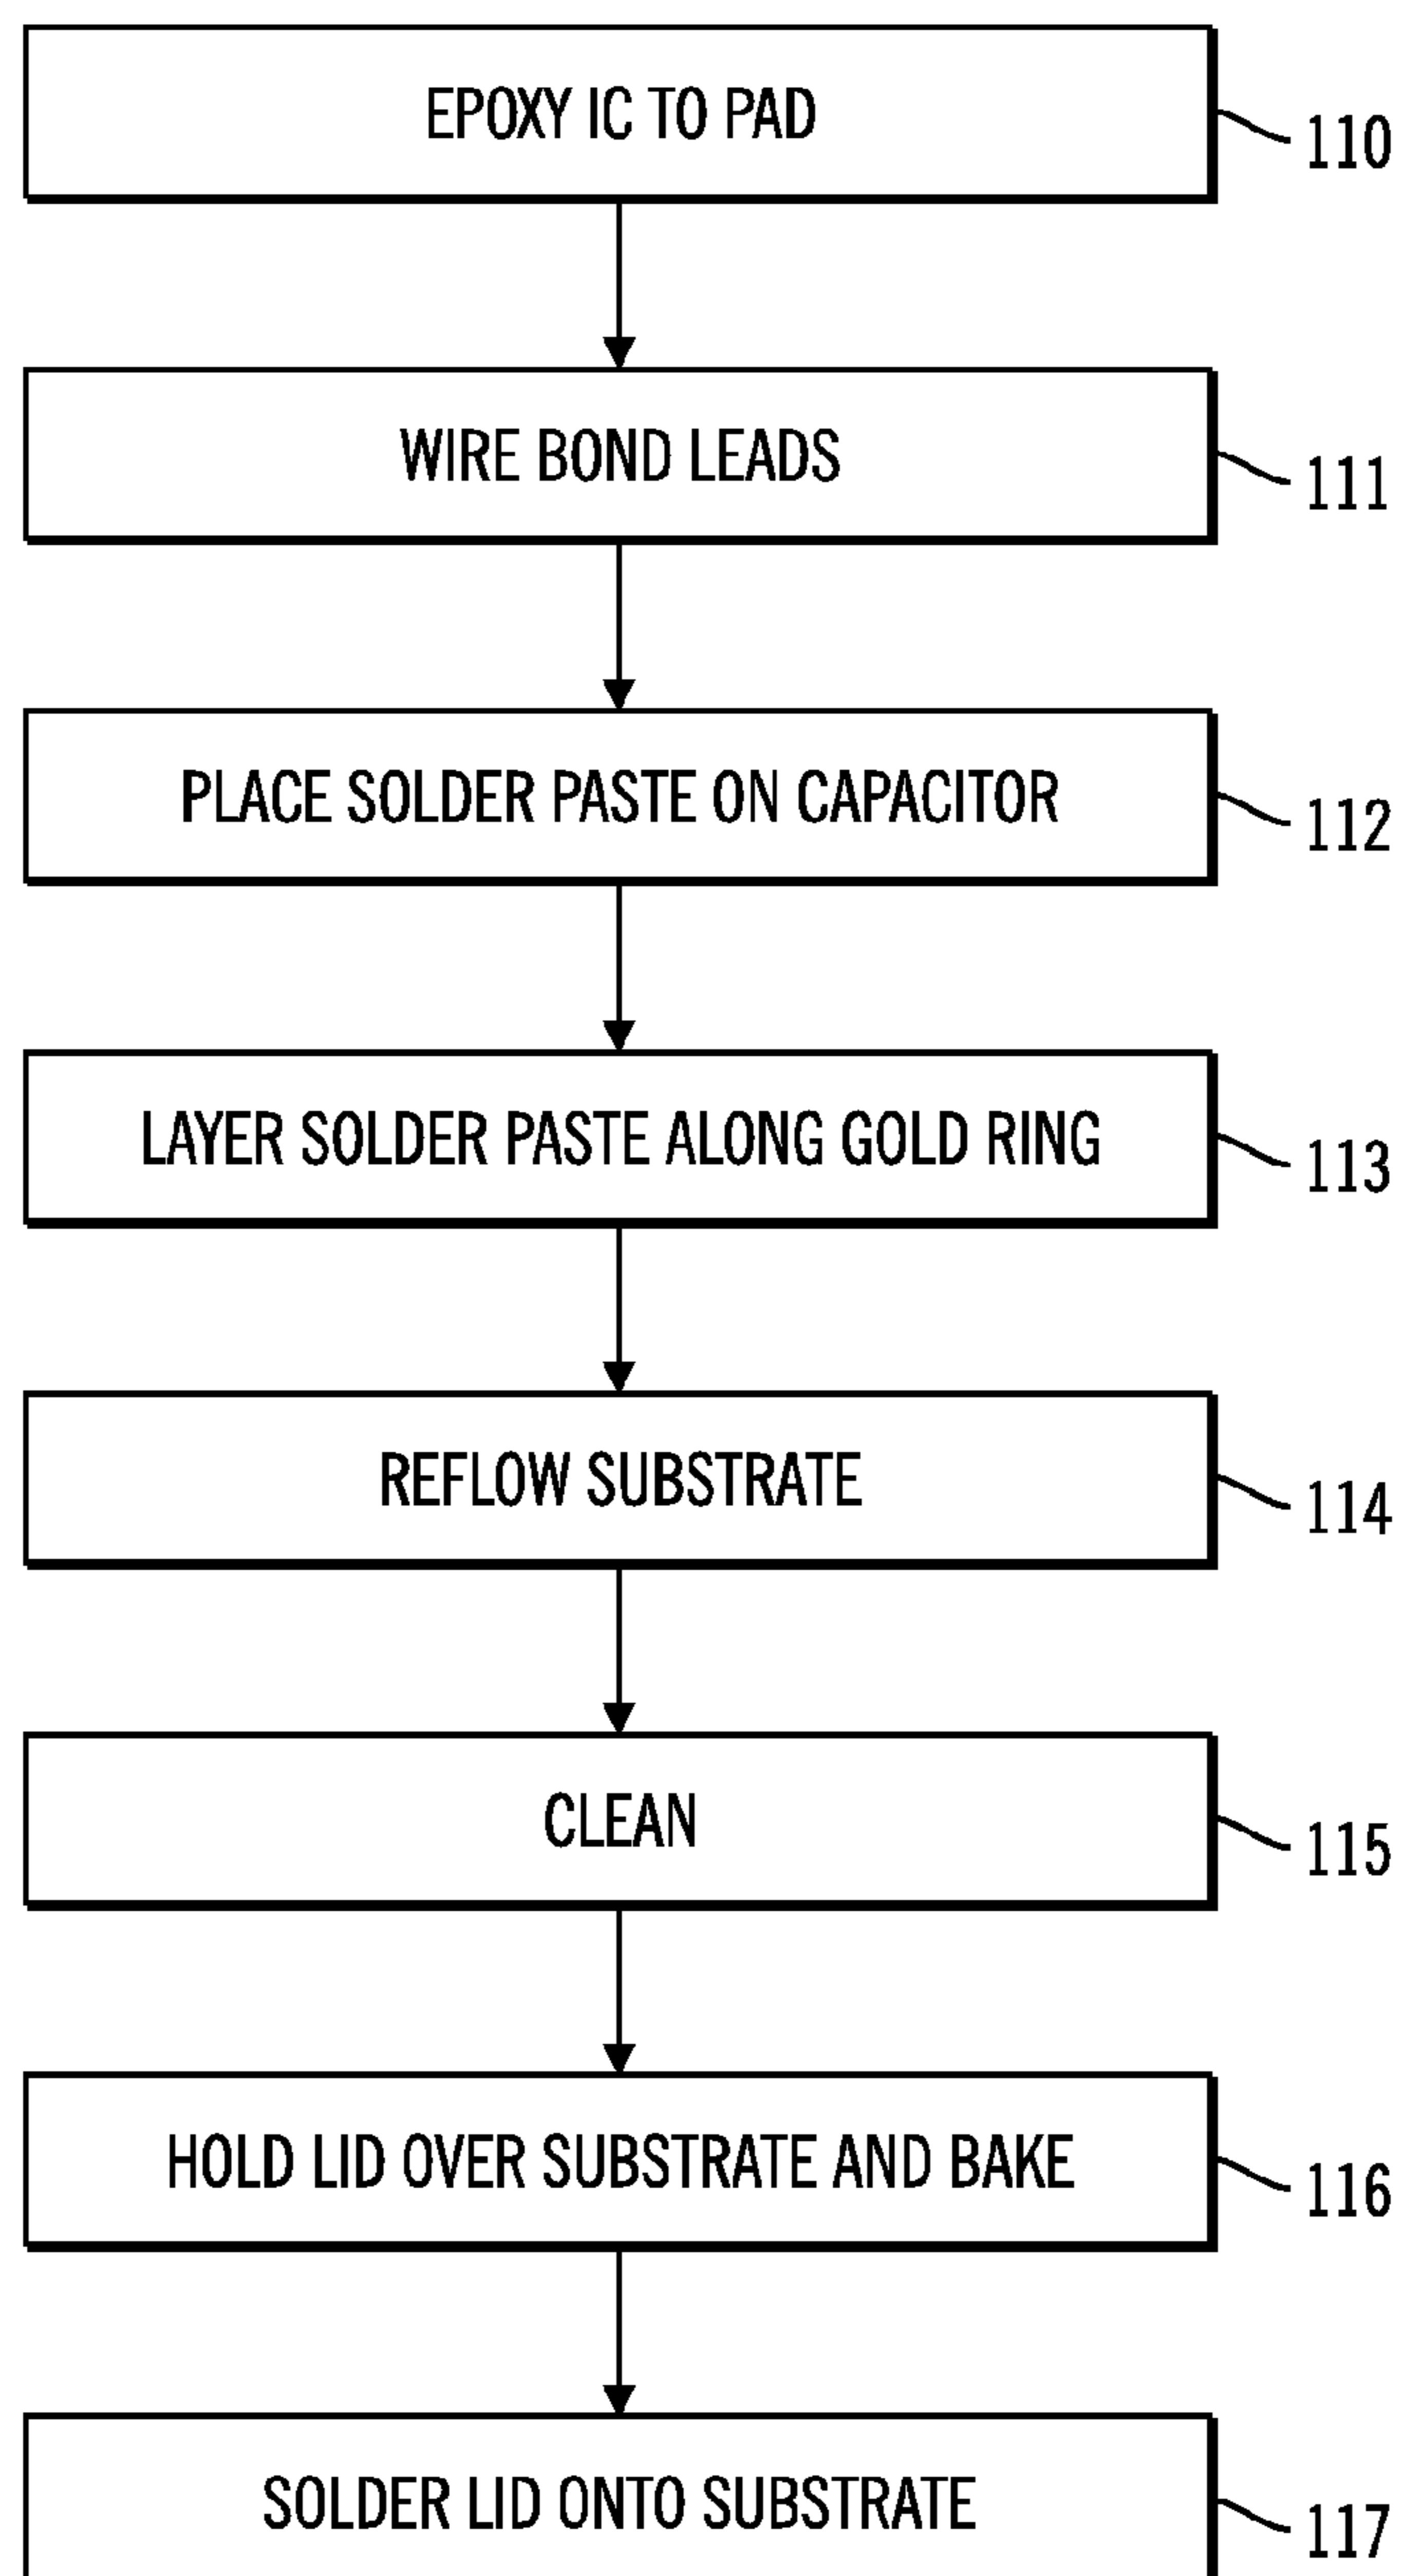 EPOXY IC TO PAD
110
WIRE BOND LEADS
111
PLACE SOLDER PASTE ON CAPACITOR
112
LAYER SOLDER PASTE ALONG GOLD RING
113
REFLOW SUBSTRATE
114
CLEAN
115
HOLD LID OVER SUBSTRATE AND BAKE
116
SOLDER LID ONTO SUBSTRATE
117